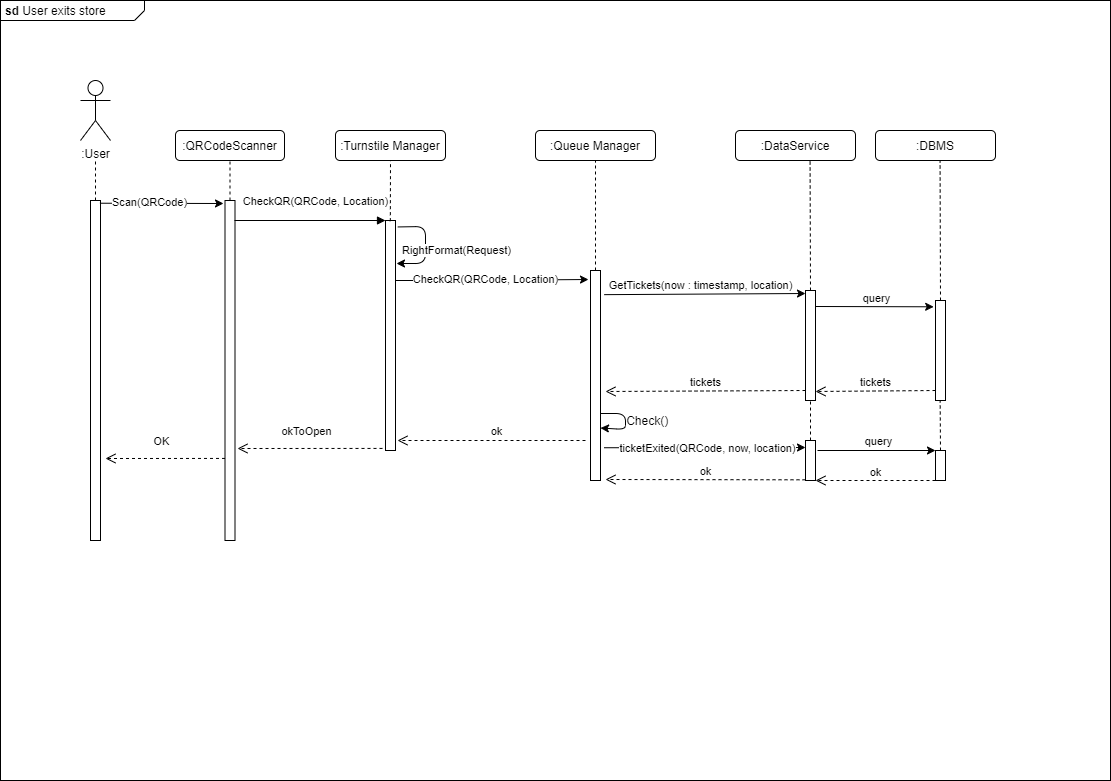 sd User exits store
:User
:QRCodeScanner
:Turnstile Manager
:Queue Manager
:DataService
:DBMS
Scan(QRCode)
CheckQR(QRCode, Location)
RightFormat(Request)
CheckQR(QRCode, Location)
GetTickets(now : timestamp, location)
query
tickets
tickets
Check()
OK
okToOpen
ok
ticketExited(QRCode, now, location)
query
ok
ok